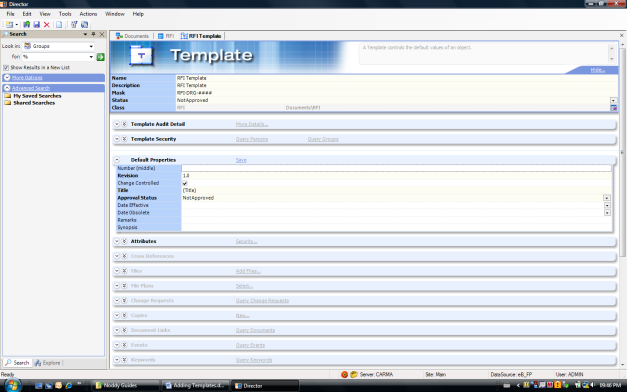 Director
File Edit View Tools Actions Window Help
Search
Look in: Groups
for: %
Show Results in a New List
More Options
Advanced Search
My Saved Searches
Shared Searches
Search Explore
Documents RFI RFI Template
Template
A Template controls the default values of an object.
Hide...
Name RFI Template
Description RFI Template
Mask RFI-DRG-####
Status NotApproved
Class RFI Documents\RFI
Template Audit Detail More Details...
Template Security Query Persons Query Groups
Default Properties Save
Number (middle)
Revision 1.0
Change Controlled
Title (Title)
Approval Status NotApproved
Date Effective
Date Obsolete
Remarks
Synopsis
Attributes Security...
Cross References
Files Add Files...
File Plans Select...
Change Requests Query Change Requests
Copies New...
Document Links Query Documents
Events Query Events
Keywords Query Keywords
Ready Server: CARMA Site: Main DataSource: eB_FP User: ADMIN
Noddy Guides Adding Templates.d... Director 09:46 PM